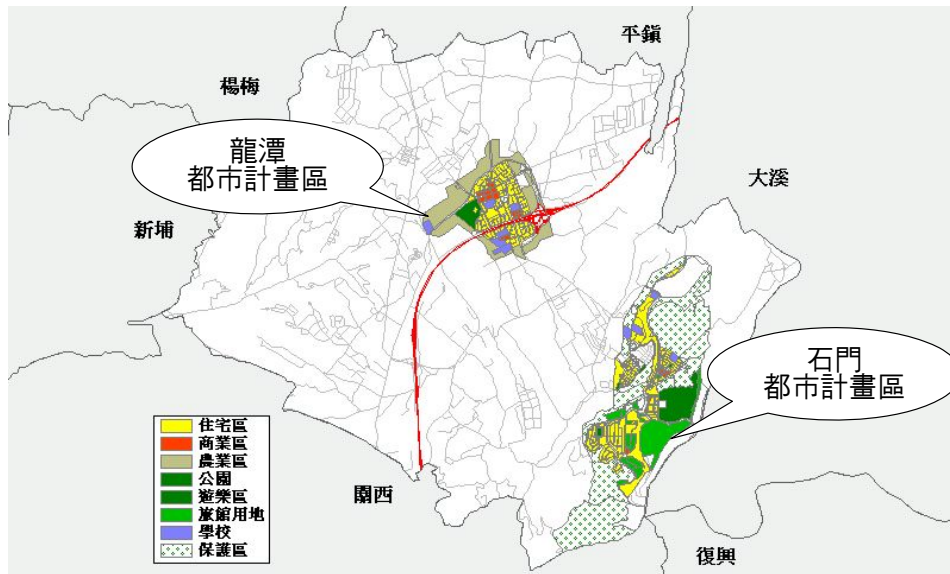 平鎮
楊梅
龍潭
都市計畫區
大溪
新埔
石門
都市計畫區
住宅區
商業區
農業區
公園
遊樂區
旅館用地
學校
保護區
關西
復興